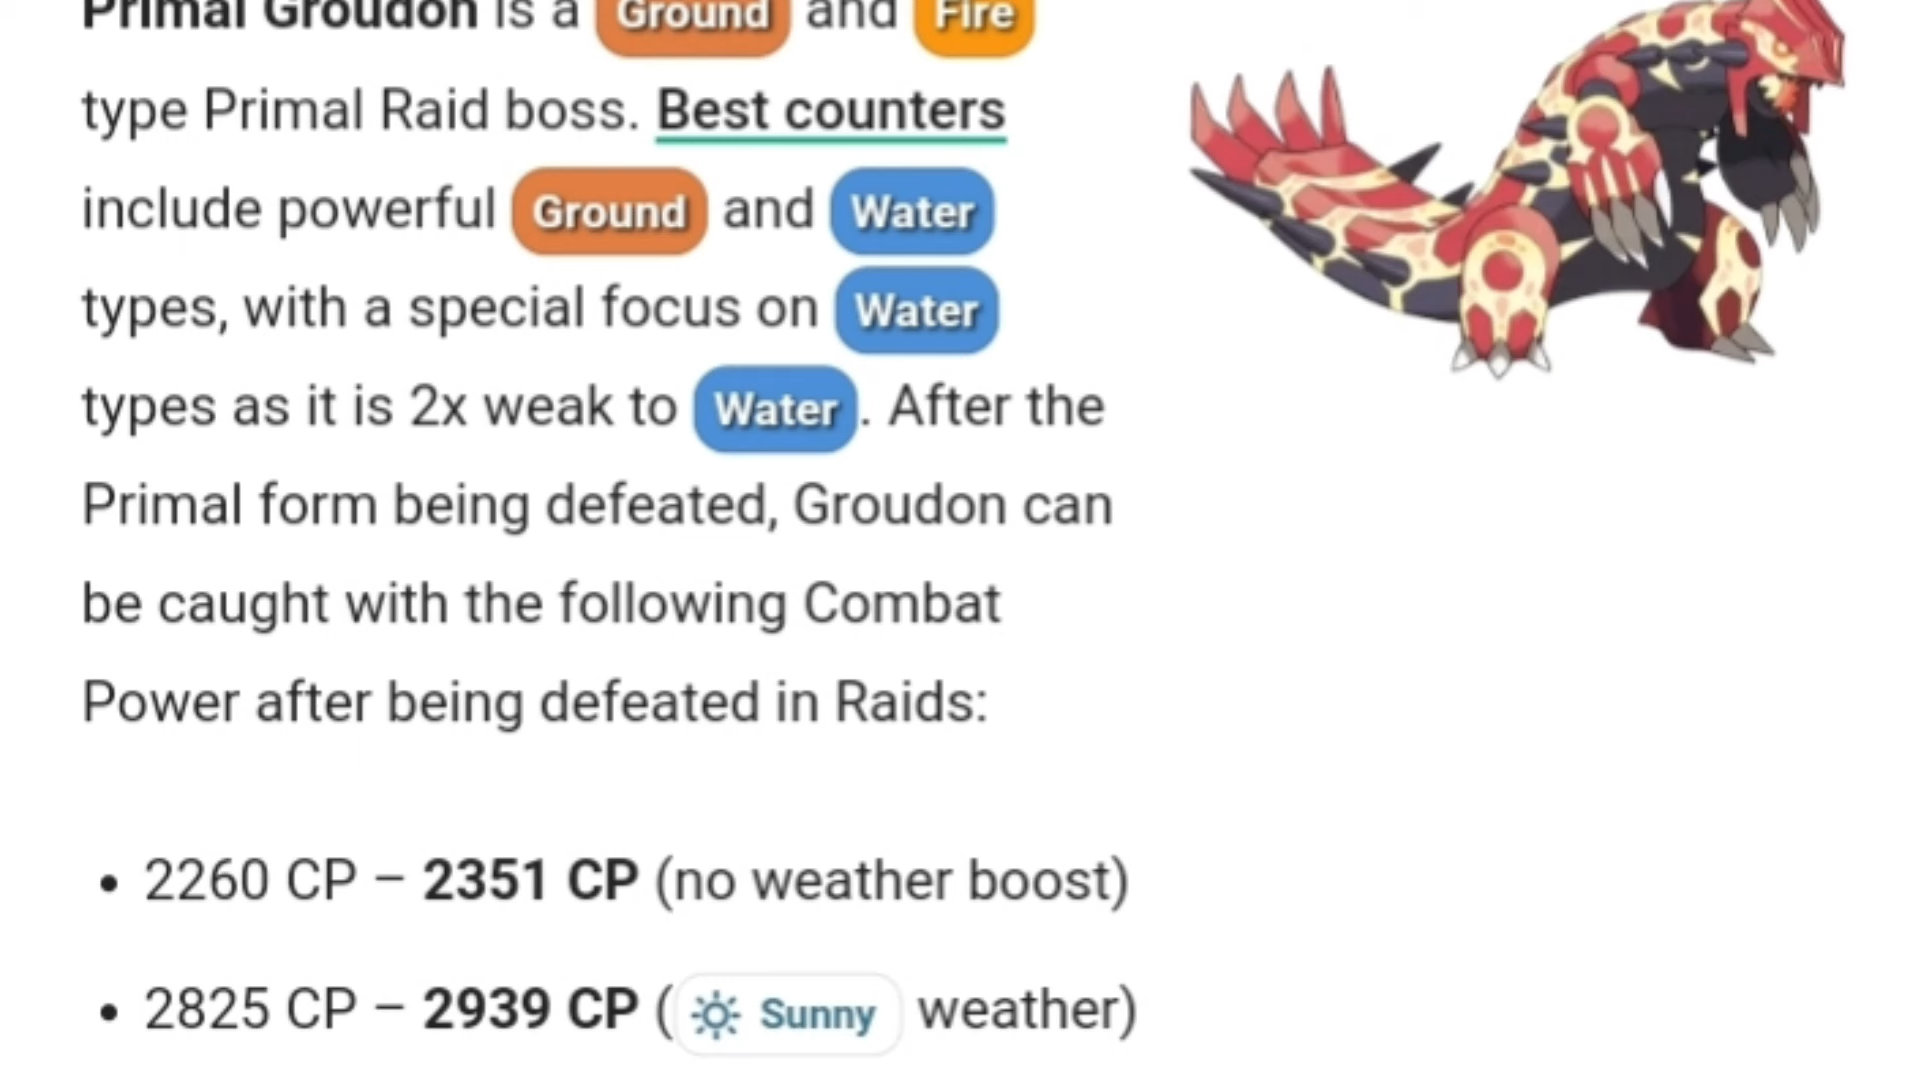 Primal Groudon is a Ground and Fire
type Primal Raid boss. Best counters
include powerful Ground and Water
types, with a special focus on Water
types as it is 2x weak to Water. After the
Primal form being defeated, Groudon can
be caught with the following Combat
Power after being defeated in Raids:
• 2260 CP – 2351 CP (no weather boost)
• 2825 CP – 2939 CP (Sunny weather)